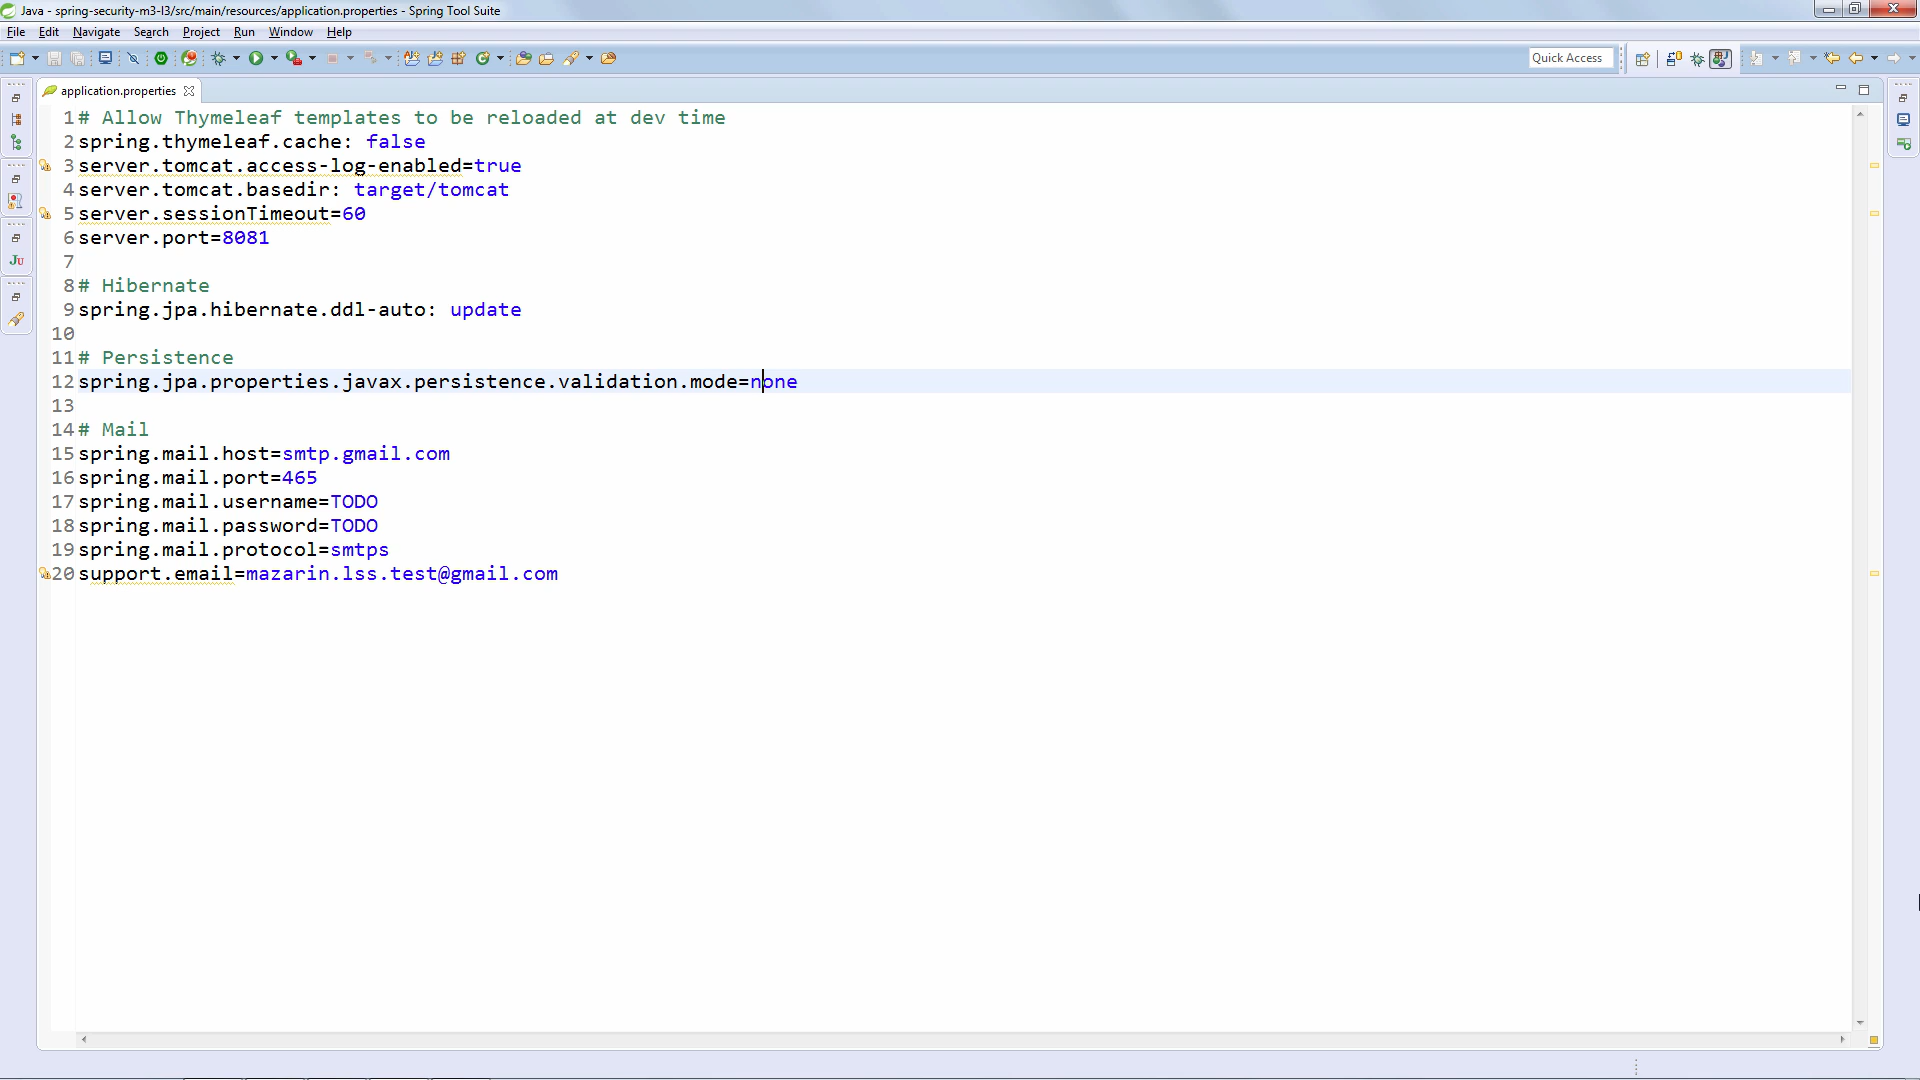 Java - spring-security-m3-l3/src/main/resources/application.properties - Spring Tool Suite
File Edit Navigate Search Project Run Window Help
Quick Access
application.properties
1 # Allow Thymeleaf templates to be reloaded at dev time
2 spring.thymeleaf.cache: false
3 server.tomcat.access-log-enabled=true
4 server.tomcat.basedir: target/tomcat
5 server.sessionTimeout=60
6 server.port=8081
7
8 # Hibernate
9 spring.jpa.hibernate.ddl-auto: update
10
11 # Persistence
12 spring.jpa.properties.javax.persistence.validation.mode=none
13
14 # Mail
15 spring.mail.host=smtp.gmail.com
16 spring.mail.port=465
17 spring.mail.username=TODO
18 spring.mail.password=TODO
19 spring.mail.protocol=smtps
20 support.email=mazarin.lss.test@gmail.com
Ju